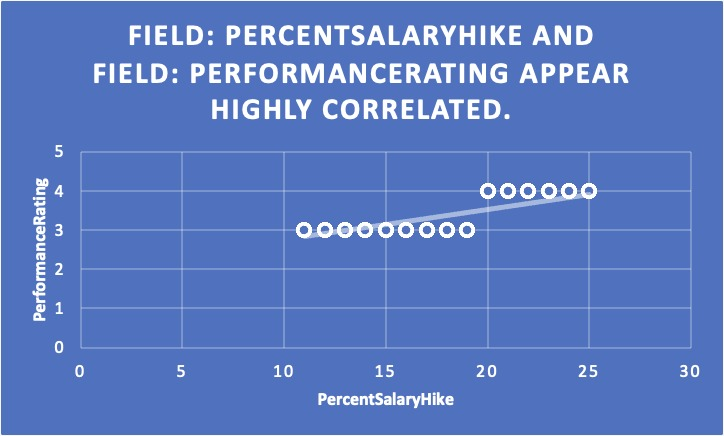 FIELD: PERCENTSALARYHIKE AND
FIELD: PERFORMANCERATING APPEAR
HIGHLY CORRELATED.
PerformanceRating
5
4
3
2
1
0
0 5 10 15 20 25 30
PercentSalaryHike